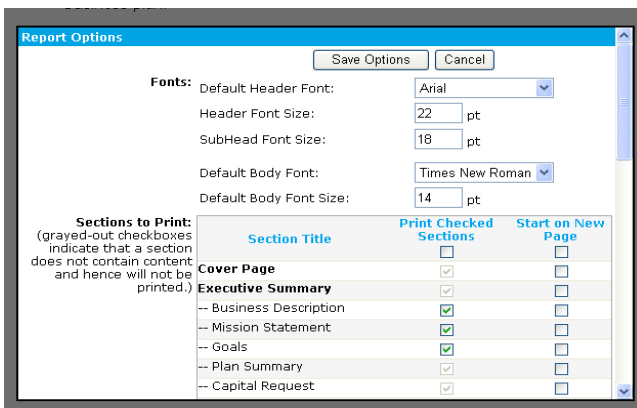 Report Options
Save Options Cancel
Fonts: Default Header Font: Arial
Header Font Size: 22 pt
SubHead Font Size: 18 pt
Default Body Font: Times New Roman
Default Body Font Size: 14 pt
Sections to Print:
(grayed-out checkboxes
indicate that a section
does not contain content
and hence will not be
printed.)
Section Title
Print Checked
Sections
Start on New
Page
Cover Page
Executive Summary
-- Business Description
-- Mission Statement
-- Goals
-- Plan Summary
-- Capital Request